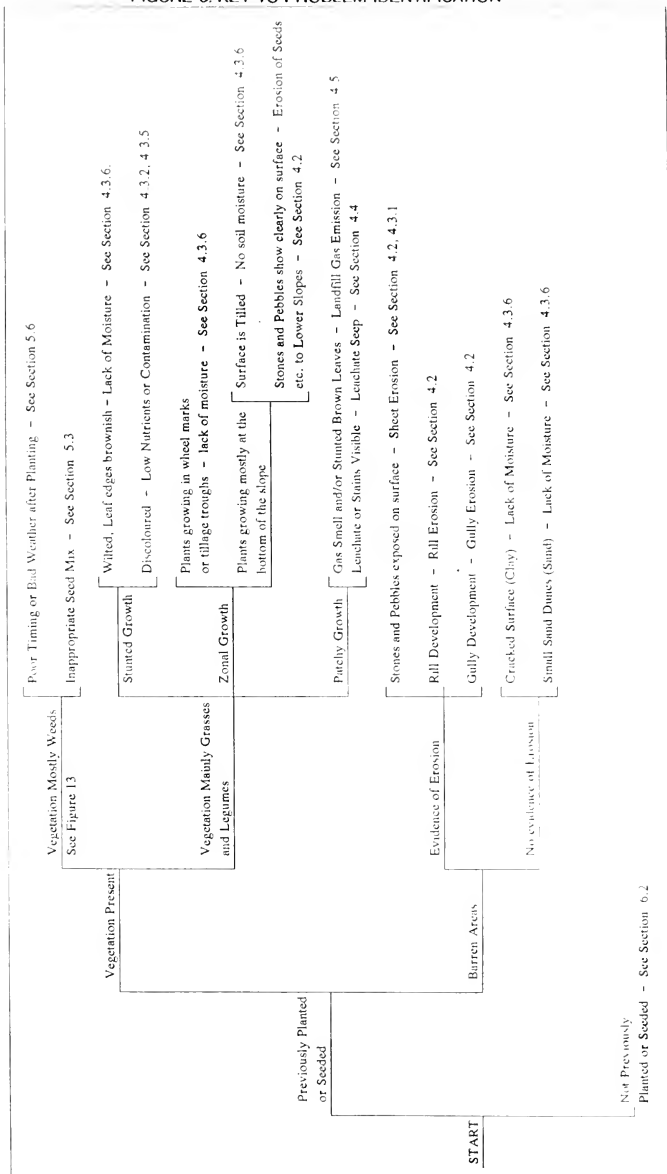 FIGURE 6: KEY TO PROBLEM IDENTIFICATION
START
Previously Planted
or Seeded
Not Previously
Planted or Seeded - See Section 6.2
Vegetation Present
Barren Areas
Vegetation Mostly Weeds
See Figure 13
Vegetation Mainly Grasses
and Legumes
Evidence of Erosion
No evidence of Erosion
Poor Timing or Bad Weather after Planting - See Section 5.6
Inappropriate Seed Mix - See Section 5.3
Stunted Growth
Wilted, Leaf edges brownish - Lack of Moisture - See Section 4.3.6.
Discoloured - Low Nutrients or Contamination - See Section 4.3.2, 4 3.5
Zonal Growth
Plants growing in wheel marks
or tillage troughs - lack of moisture - See Section 4.3.6
Plants growing mostly at the
bottom of the slope
Surface is Tilled - No soil moisture - See Section 4.3.6
Stones and Pebbles show clearly on surface - Erosion of Seeds
etc. to Lower Slopes - See Section 4.2
Patchy Growth
Gas Smell and/or Stunted Brown Leaves - Landfill Gas Emission - See Section 4.5
Leachate or Stains Visible - Leachate Seep - See Section 4.4
Stones and Pebbles exposed on surface - Sheet Erosion - See Section 4.2, 4.3.1
Rill Development - Rill Erosion - See Section 4.2
Gully Development - Gully Erosion - See Section 4.2
Cracked Surface (Clay) - Lack of Moisture - See Section 4.3.6
Small Sand Dunes (Sand) - Lack of Moisture - See Section 4.3.6